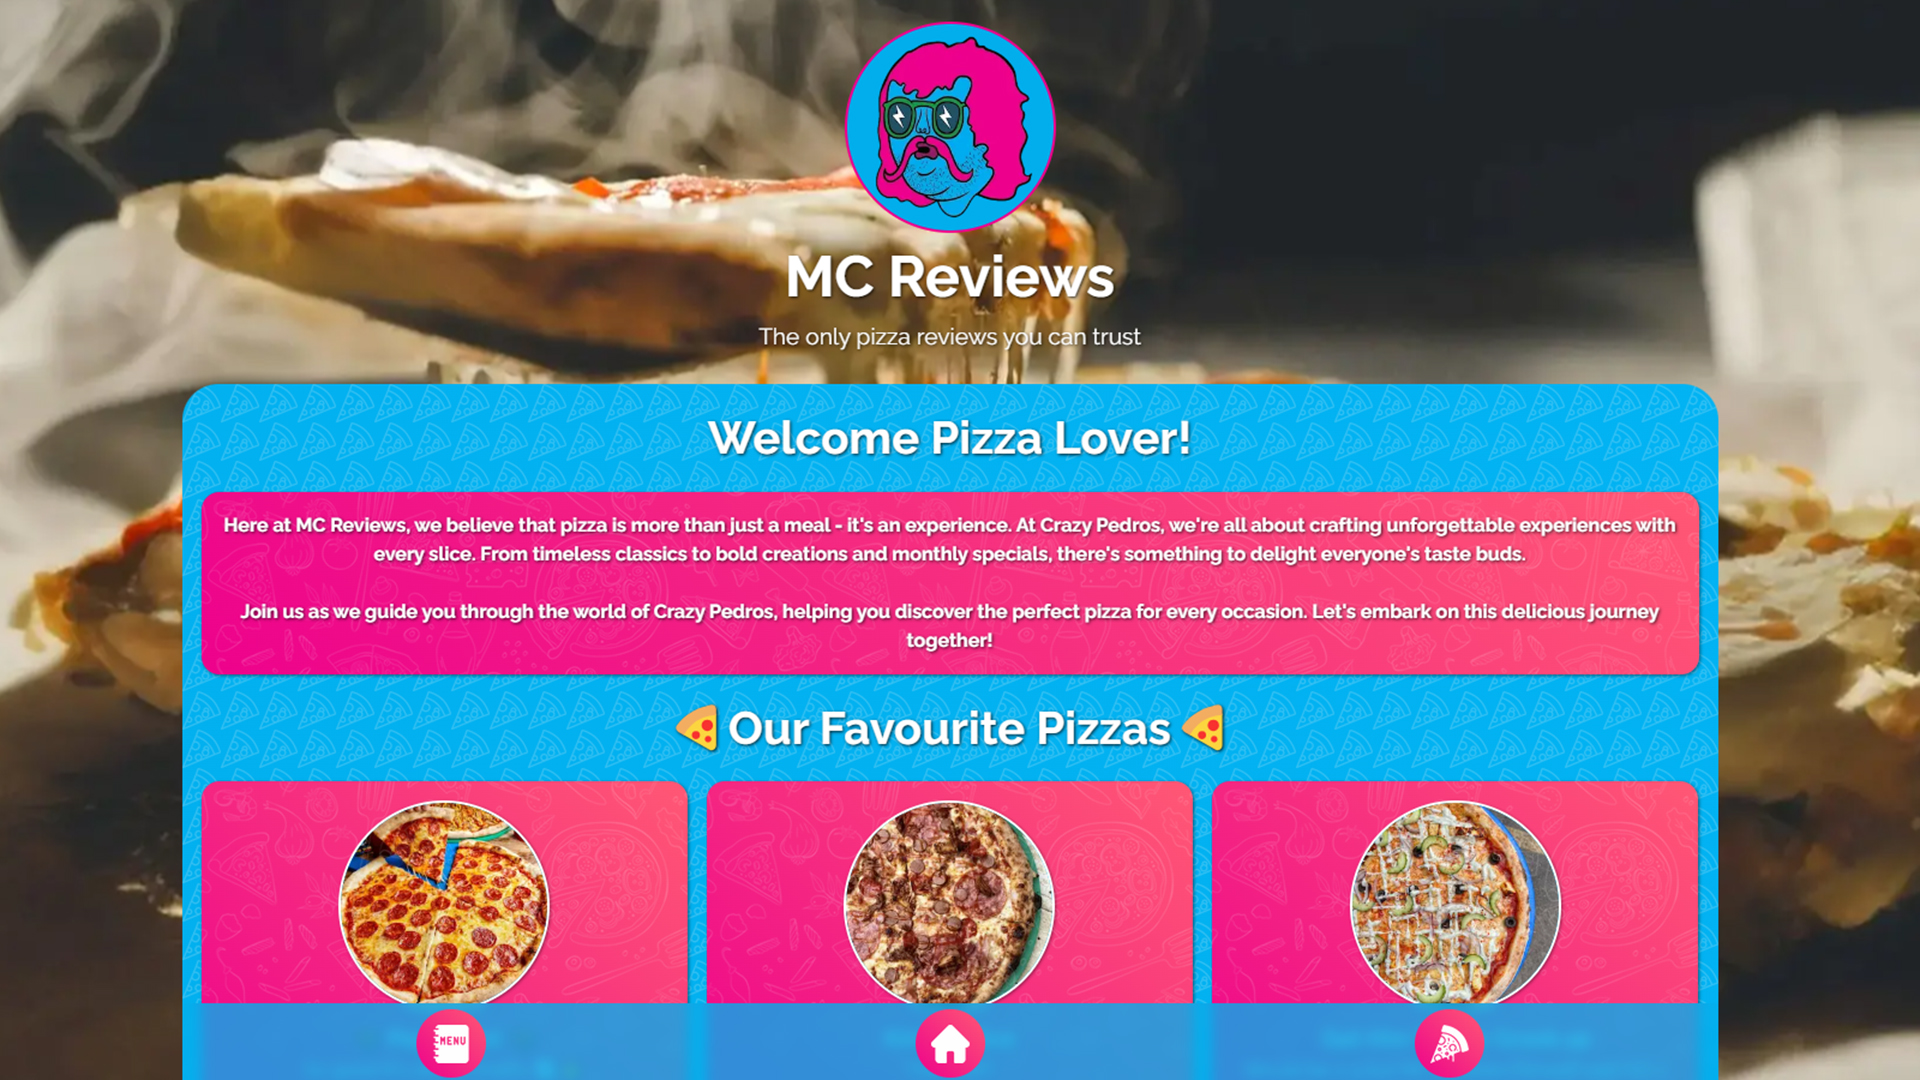 MC Reviews
The only pizza reviews you can trust
Welcome Pizza Lover!
Here at MC Reviews, we believe that pizza is more than just a meal - it's an experience. At Crazy Pedros, we're all about crafting unforgettable experiences with
every slice. From timeless classics to bold creations and monthly specials, there's something to delight everyone's taste buds.
Join us as we guide you through the world of Crazy Pedros, helping you discover the perfect pizza for every occasion. Let's embark on this delicious journey
together!
🍕 Our Favourite Pizzas 🍕
MENU